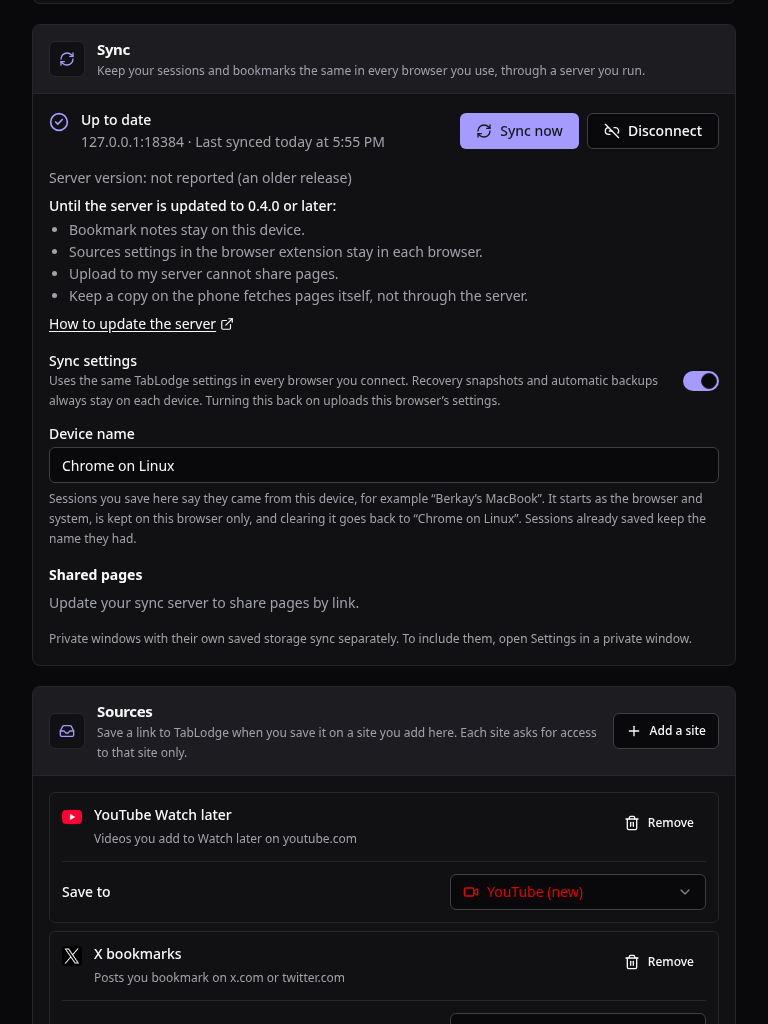 Sync
Keep your sessions and bookmarks the same in every browser you use, through a server you run.
Up to date
127.0.0.1:18384 · Last synced today at 5:55 PM
Sync now
Disconnect
Server version: not reported (an older release)
Until the server is updated to 0.4.0 or later:
• Bookmark notes stay on this device.
• Sources settings in the browser extension stay in each browser.
• Upload to my server cannot share pages.
• Keep a copy on the phone fetches pages itself, not through the server.
How to update the server
Sync settings
Uses the same TabLodge settings in every browser you connect. Recovery snapshots and automatic backups
always stay on each device. Turning this back on uploads this browser’s settings.
Device name
Chrome on Linux
Sessions you save here say they came from this device, for example “Berkay’s MacBook”. It starts as the browser and
system, is kept on this browser only, and clearing it goes back to “Chrome on Linux”. Sessions already saved keep the
name they had.
Shared pages
Update your sync server to share pages by link.
Private windows with their own saved storage sync separately. To include them, open Settings in a private window.
Sources
Save a link to TabLodge when you save it on a site you add here. Each site asks for access
to that site only.
Add a site
YouTube Watch later
Videos you add to Watch later on youtube.com
Remove
Save to
YouTube (new)
X bookmarks
Posts you bookmark on x.com or twitter.com
Remove